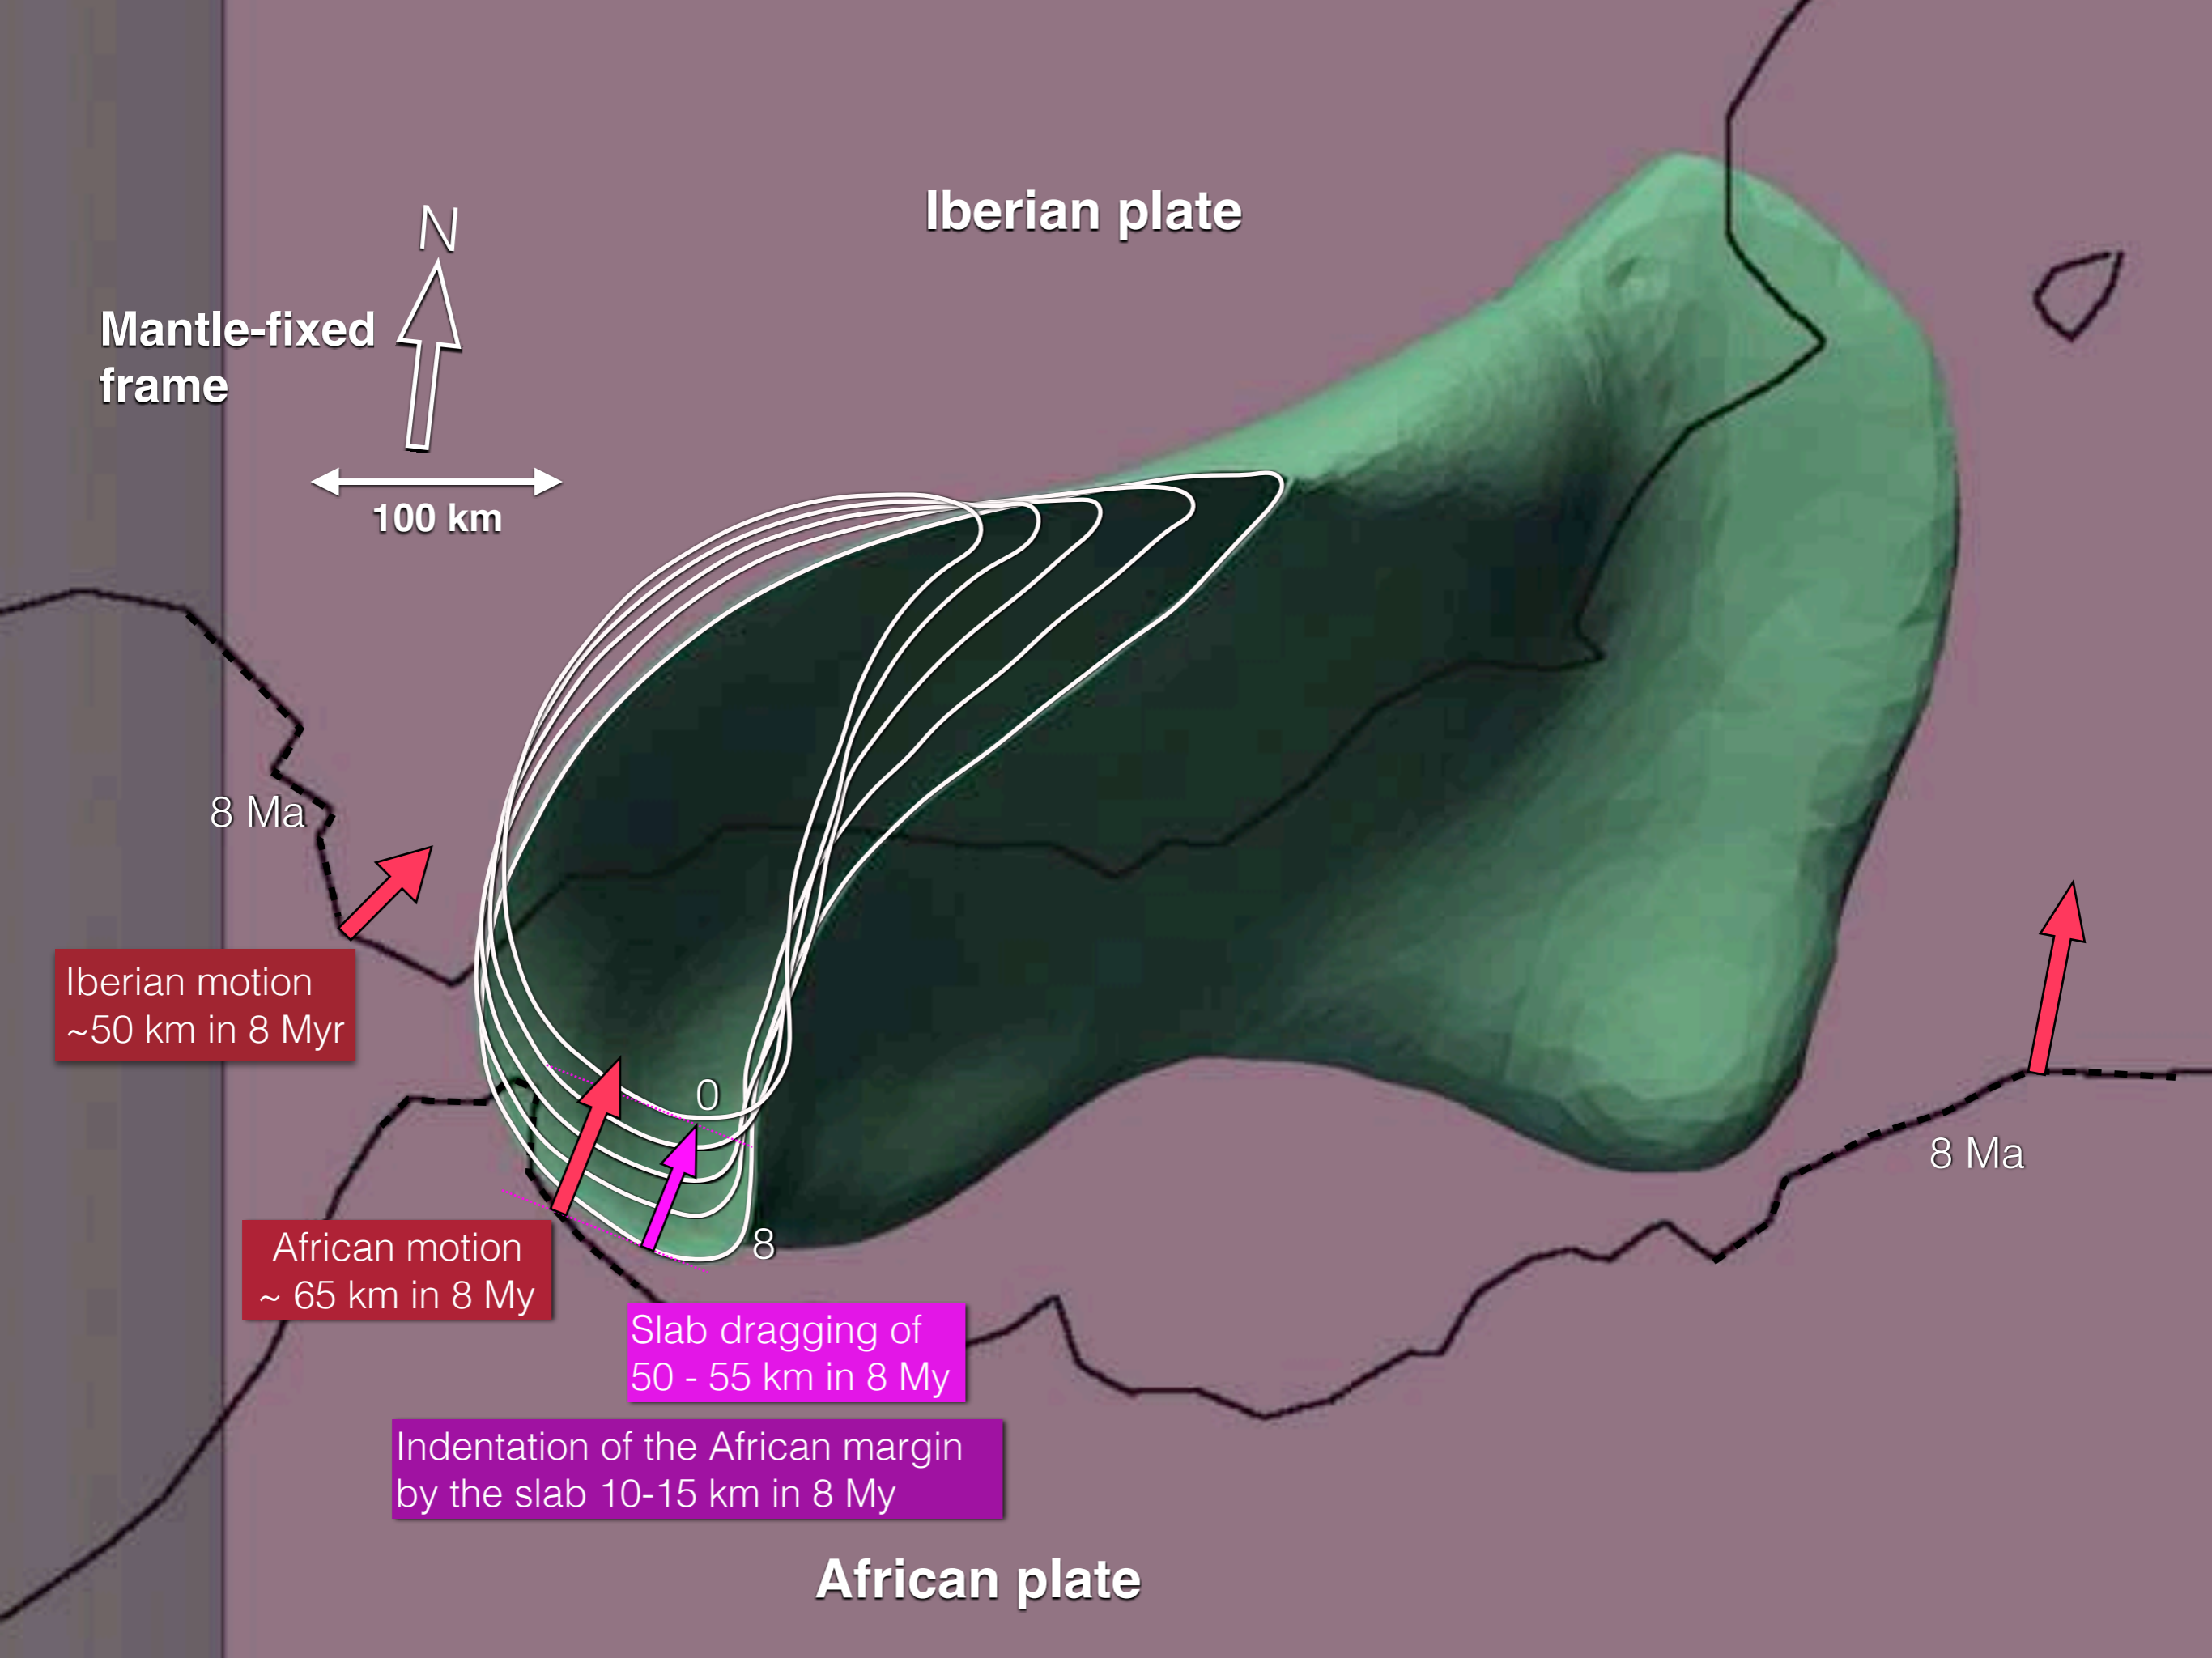 Iberian plate
N
Mantle-fixed
frame
100 km
8 Ma
Iberian motion
~50 km in 8 Myr
0
8 Ma
8
African motion
~ 65 km in 8 My
Slab dragging of
50 - 55 km in 8 My
Indentation of the African margin
by the slab 10-15 km in 8 My
African plate